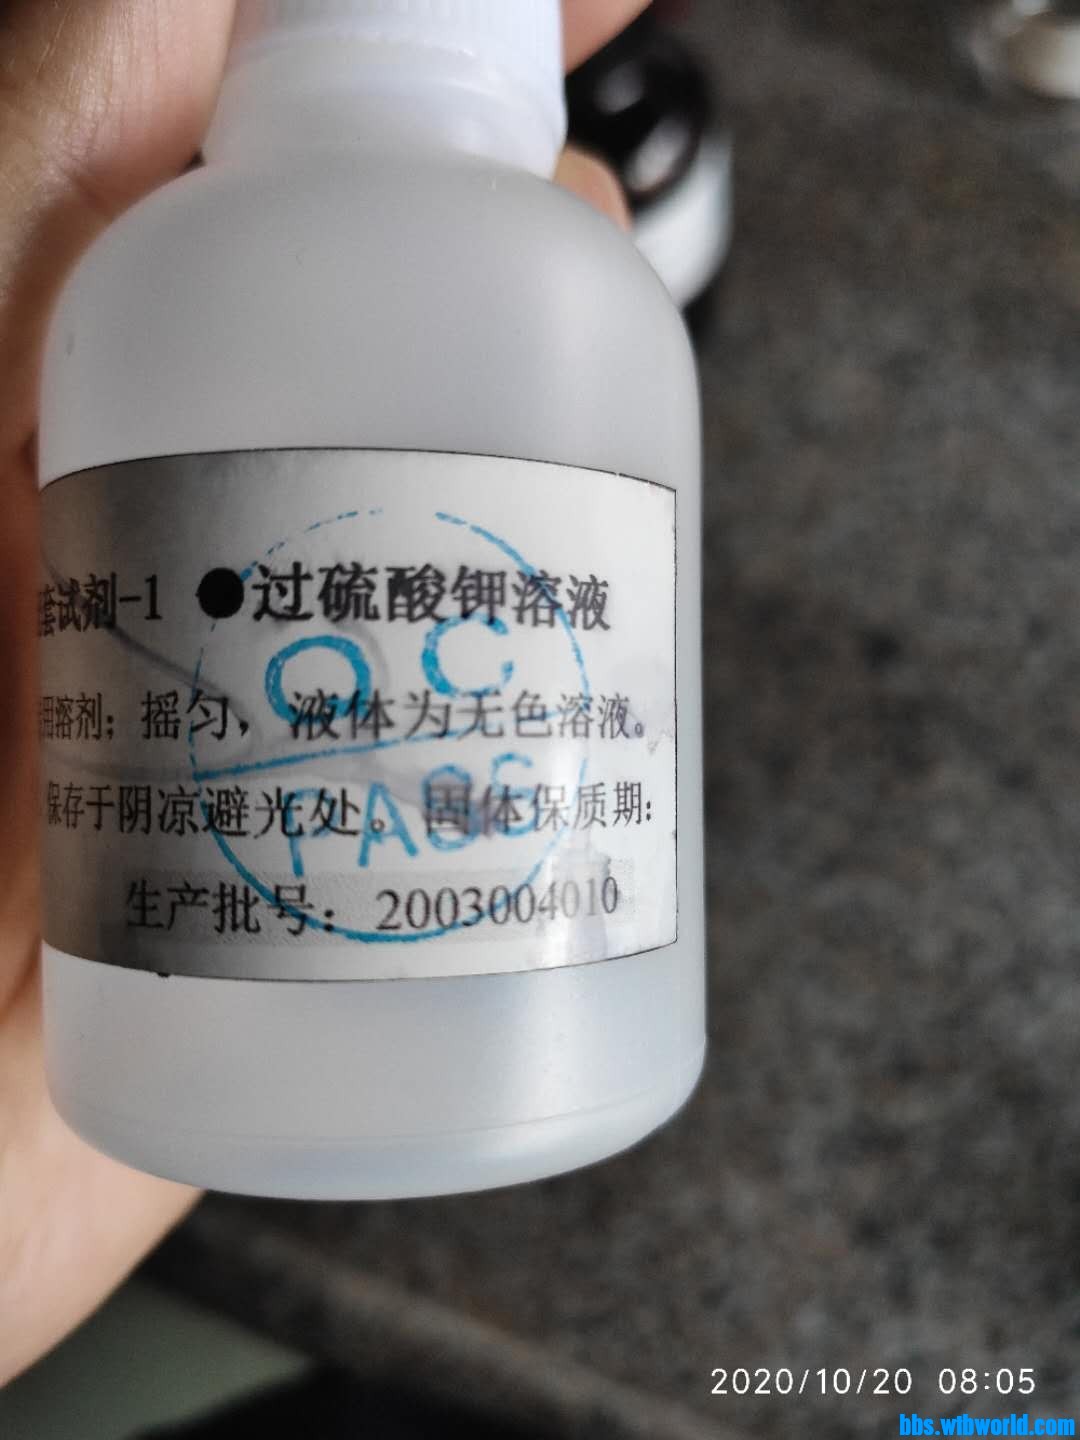 套试剂-1 ●过硫酸钾溶液
用溶剂；摇匀，液体为无色溶液。
保存于阴凉避光处。固体保质期：
生产批号：2003004010
QC
PASS
2020/10/20 08:05
bbs.wibworld.com